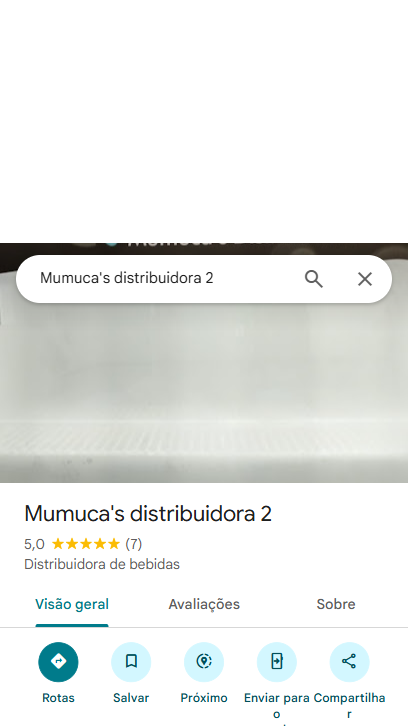 Mumuca's distribuidora 2
Mumuca's distribuidora 2
5,0 (7)
Distribuidora de bebidas
Visão geral Avaliações Sobre
Rotas Salvar Próximo Enviar para o Compartilhar